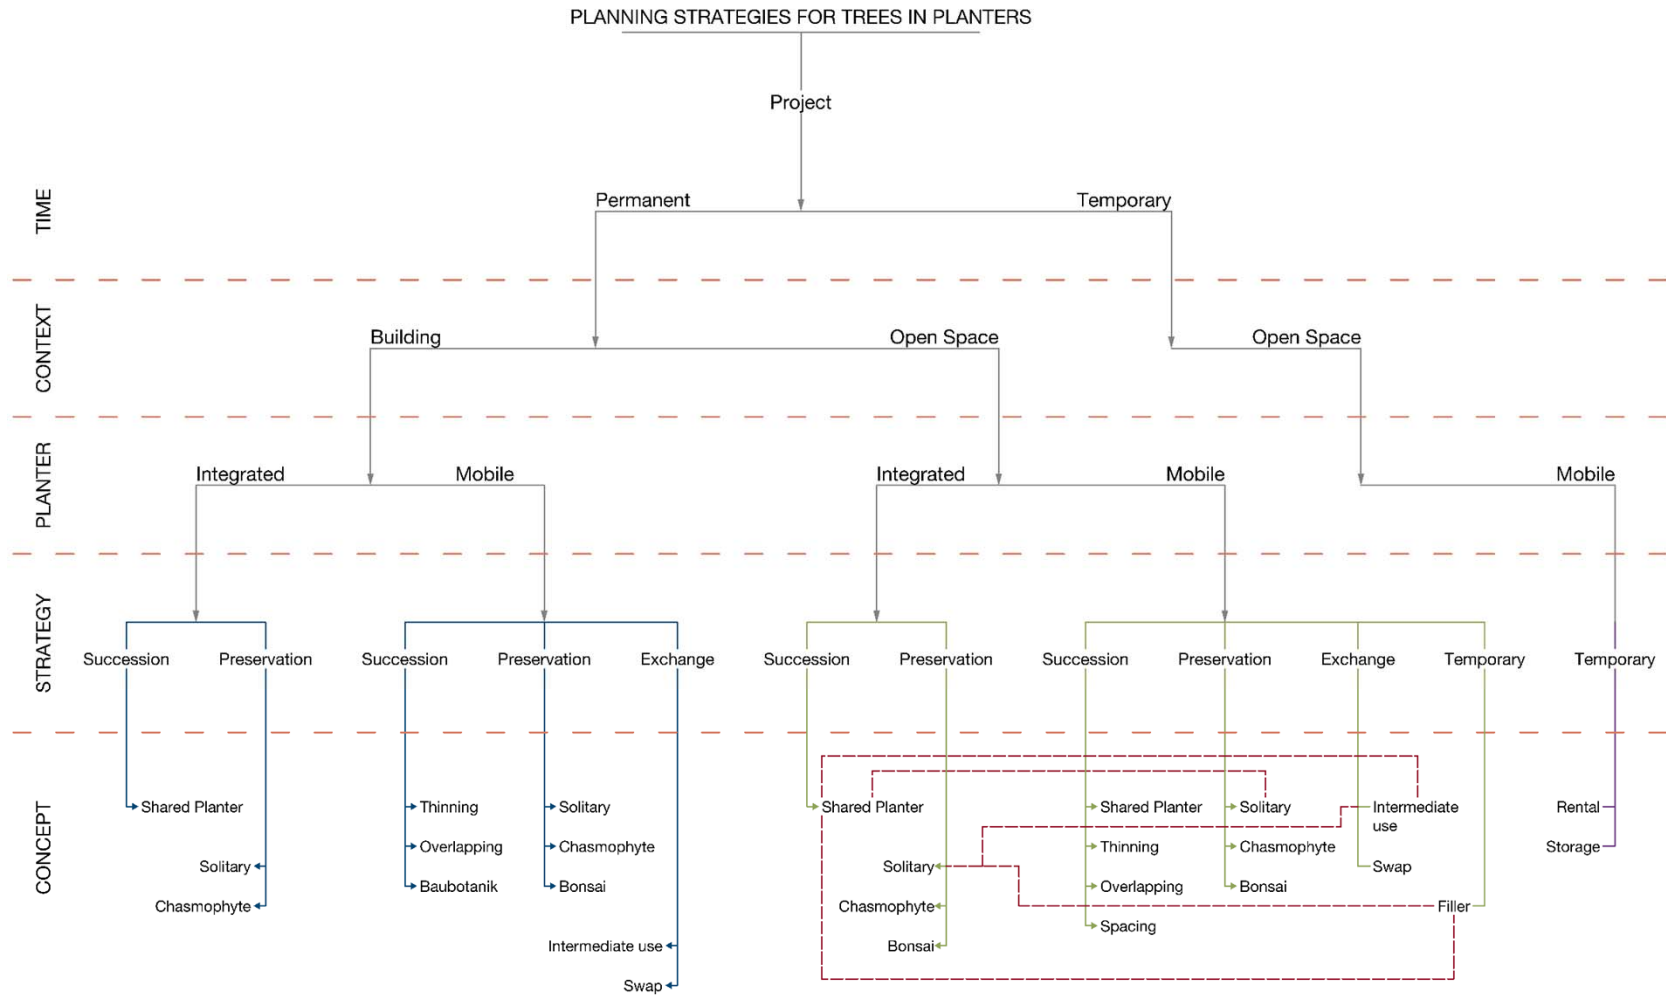 PLANNING STRATEGIES FOR TREES IN PLANTERS
Project
TIME
Permanent
Temporary
CONTEXT
Building
Open Space
Open Space
PLANTER
Integrated
Mobile
Integrated
Mobile
Mobile
STRATEGY
Succession
Preservation
Succession
Preservation
Exchange
Succession
Preservation
Succession
Preservation
Exchange
Temporary
Temporary
CONCEPT
Shared Planter
Solitary
Chasmophyte
Thinning
Overlapping
Baubotanik
Solitary
Chasmophyte
Bonsai
Intermediate use
Swap
Shared Planter
Solitary
Chasmophyte
Bonsai
Shared Planter
Thinning
Overlapping
Spacing
Solitary
Chasmophyte
Bonsai
Intermediate
use
Swap
Filler
Rental
Storage